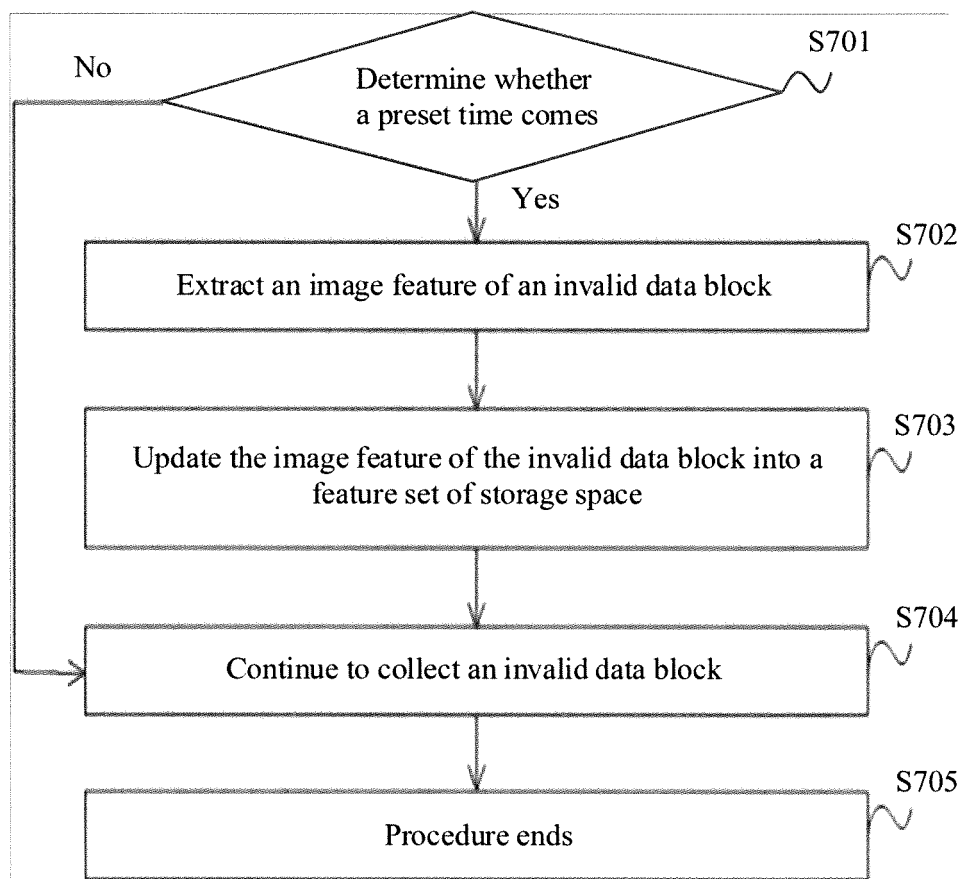 S701
No
Determine whether
a preset time comes
Yes
S702
Extract an image feature of an invalid data block
S703
Update the image feature of the invalid data block into a
feature set of storage space
S704
Continue to collect an invalid data block
S705
Procedure ends